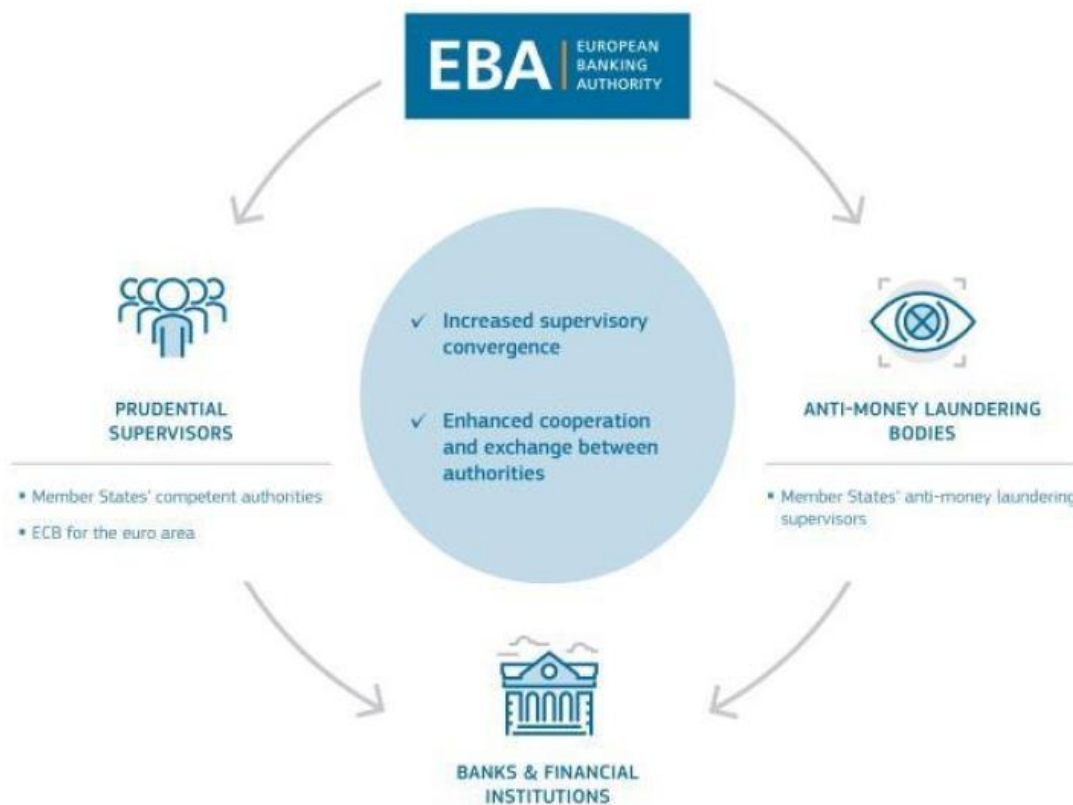 EBA
EUROPEAN
BANKING
AUTHORITY
✓ Increased supervisory
convergence
✓ Enhanced cooperation
and exchange between
authorities
PRUDENTIAL
SUPERVISORS
▪ Member States' competent authorities
▪ ECB for the euro area
ANTI-MONEY LAUNDERING
BODIES
▪ Member States' anti-money laundering
supervisors
BANKS & FINANCIAL
INSTITUTIONS